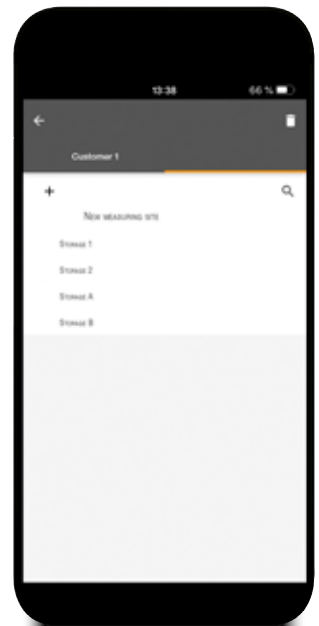 13:38 66 %
Customer 1
New measuring site
Storage 1
Storage 2
Storage A
Storage B